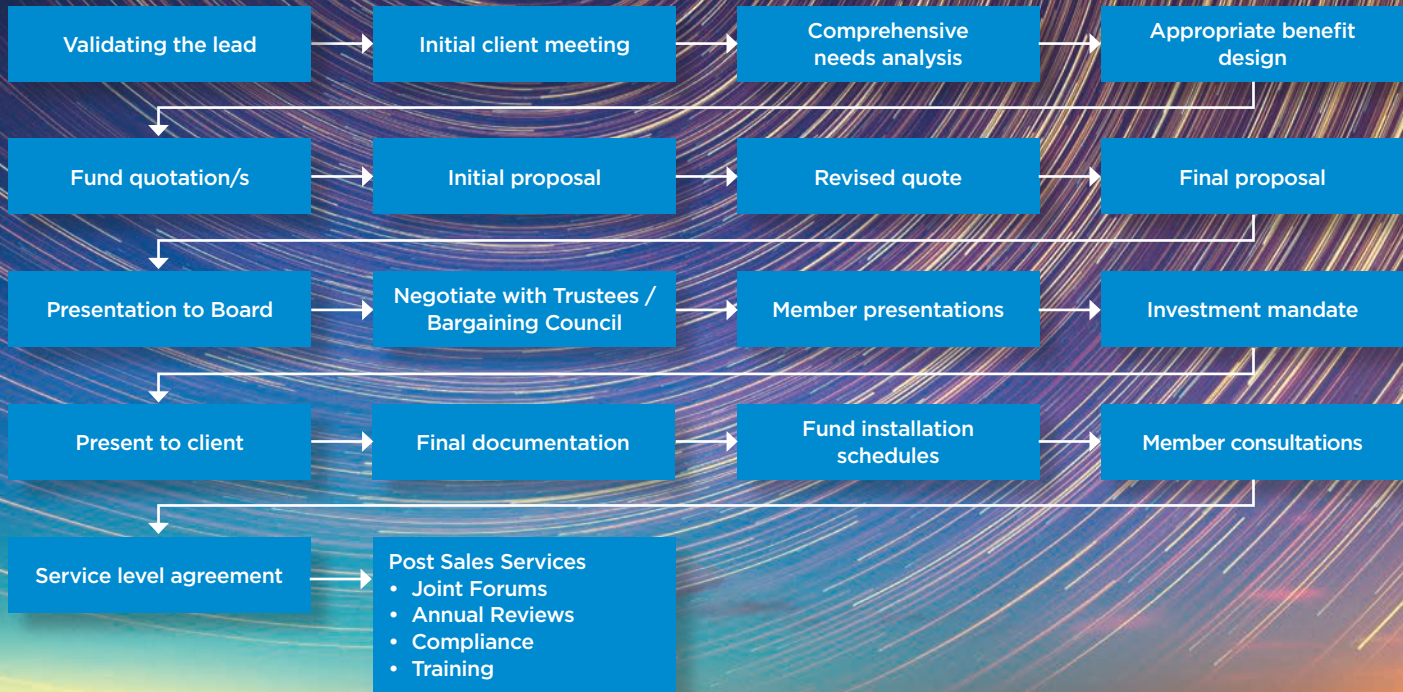 Validating the lead
Initial client meeting
Comprehensive
needs analysis
Appropriate benefit
design
Fund quotation/s
Initial proposal
Revised quote
Final proposal
Presentation to Board
Negotiate with Trustees /
Bargaining Council
Member presentations
Investment mandate
Present to client
Final documentation
Fund installation
schedules
Member consultations
Service level agreement
Post Sales Services
• Joint Forums
• Annual Reviews
• Compliance
• Training